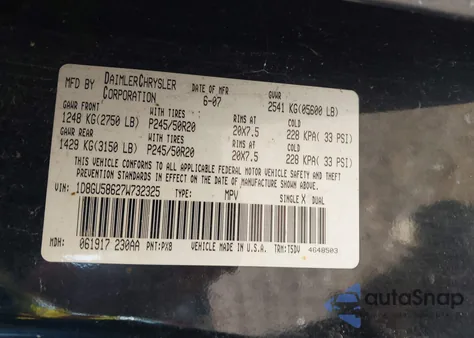 MFD BY DAIMLERCHRYSLER CORPORATION DATE OF MFR 6-07 GVWR 2541 KG(05600 LB)
GAWR FRONT WITH TIRES RIMS AT COLD
1248 KG(2750 LB) P245/50R20 20X7.5 228 KPA( 33 PSI)
GAWR REAR WITH TIRES RIMS AT COLD
1429 KG(3150 LB) P245/50R20 20X7.5 228 KPA( 33 PSI)
THIS VEHICLE CONFORMS TO ALL APPLICABLE FEDERAL MOTOR VEHICLE SAFETY AND THEFT
PREVENTION STANDARDS IN EFFECT ON THE DATE OF MANUFACTURE SHOWN ABOVE.
VIN: 1D8GU58627W732325 TYPE: MPV SINGLE X DUAL
MDH: 061917 230AA PNT: PX8 VEHICLE MADE IN U.S.A. TRM: TSDV 4648503
autoSnap